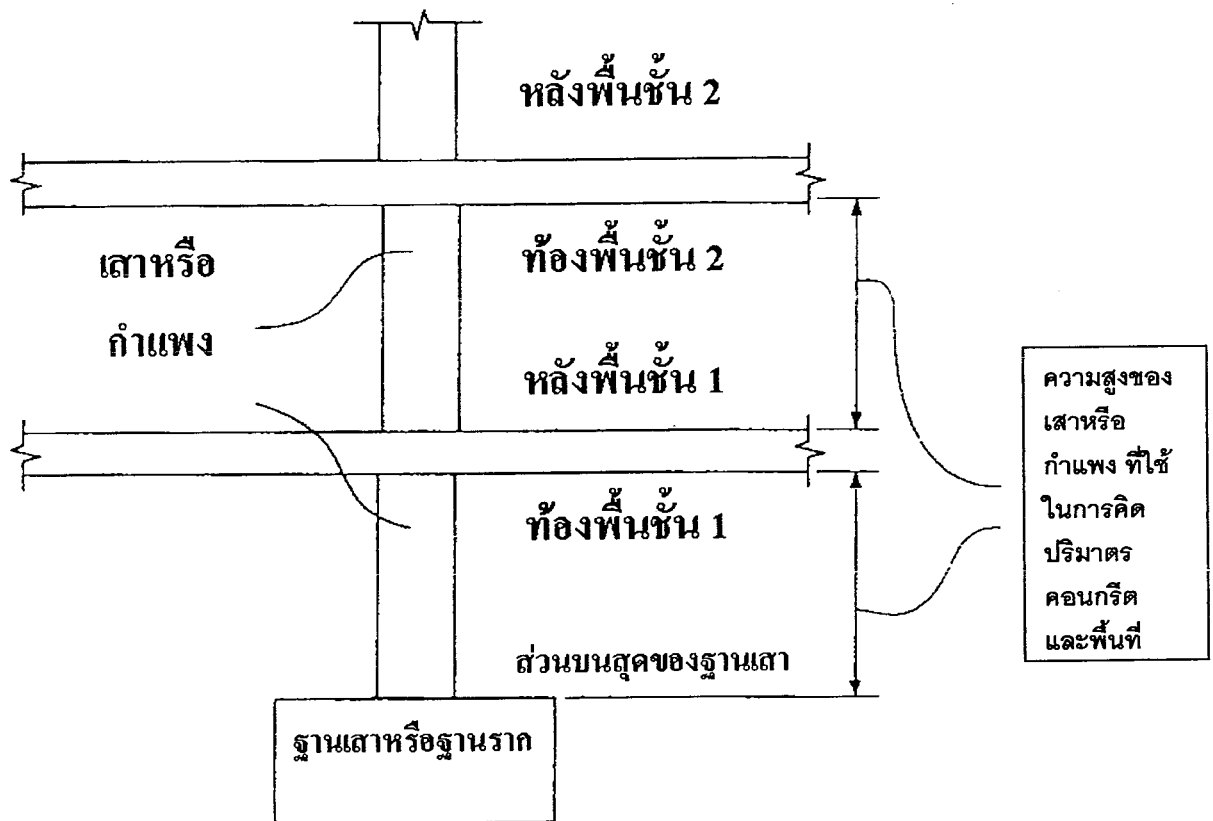 หลังพื้นชั้น 2
เสาหรือ
กำแพง
ท้องพื้นชั้น 2
หลังพื้นชั้น 1
ท้องพื้นชั้น 1
ส่วนบนสุดของฐานเสา
ฐานเสาหรือฐานราก
ความสูงของ
เสาหรือ
กำแพง ที่ใช้
ในการคิด
ปริมาตร
คอนกรีต
และพื้นที่